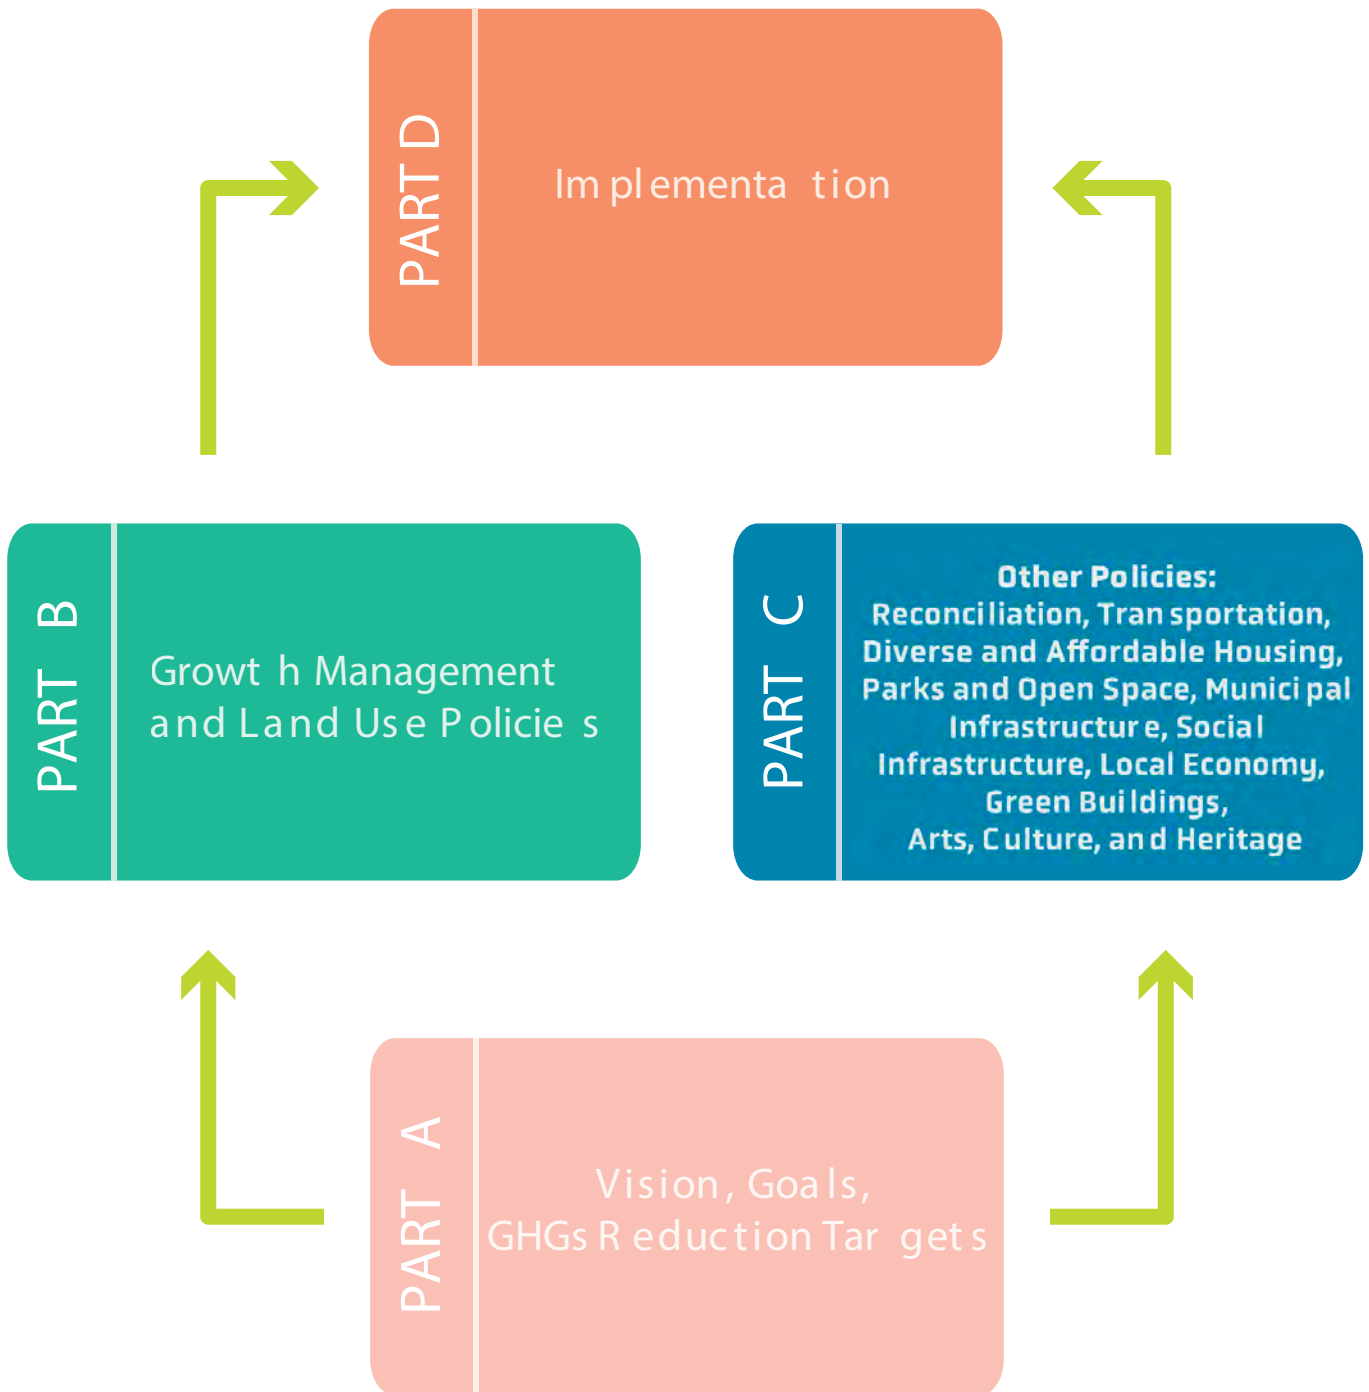 PART D
Implementation
PART B
Growth Management
and Land Use Policies
PART C
Other Policies:
Reconciliation, Transportation,
Diverse and Affordable Housing,
Parks and Open Space, Municipal
Infrastructure, Social
Infrastructure, Local Economy,
Green Buildings,
Arts, Culture, and Heritage
PART A
Vision, Goals,
GHGs Reduction Targets